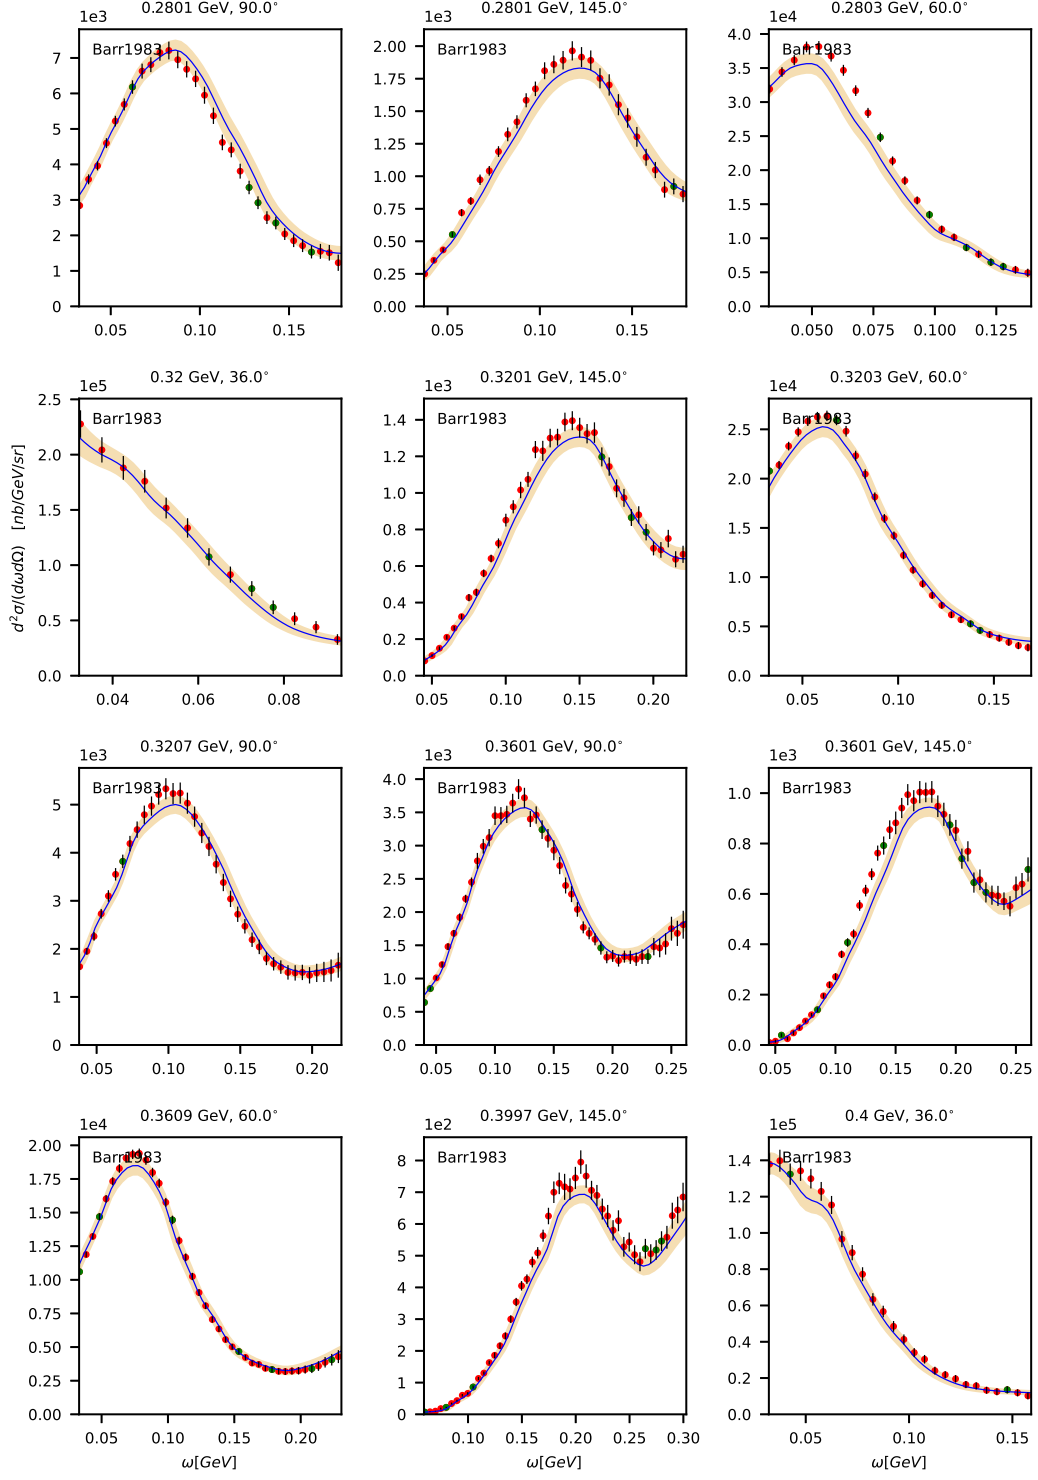 0.2801 GeV, 90.0°
1e3
Barr1983
7
6
5
4
3
2
1
0
0.05 0.10 0.15
0.2801 GeV, 145.0°
1e3
Barr1983
2.00
1.75
1.50
1.25
1.00
0.75
0.50
0.25
0.00
0.05 0.10 0.15
0.2803 GeV, 60.0°
1e4
Barr1983
4.0
3.5
3.0
2.5
2.0
1.5
1.0
0.5
0.0
0.050 0.075 0.100 0.125
0.32 GeV, 36.0°
1e5
Barr1983
2.5
2.0
1.5
1.0
0.5
0.0
0.04 0.06 0.08
d²σ/(dωdΩ) [nb/GeV/sr]
0.3201 GeV, 145.0°
1e3
Barr1983
1.4
1.2
1.0
0.8
0.6
0.4
0.2
0.0
0.05 0.10 0.15 0.20
0.3203 GeV, 60.0°
1e4
Barr1983
2.5
2.0
1.5
1.0
0.5
0.0
0.05 0.10 0.15
0.3207 GeV, 90.0°
1e3
Barr1983
5
4
3
2
1
0
0.05 0.10 0.15 0.20
0.3601 GeV, 90.0°
1e3
Barr1983
4.0
3.5
3.0
2.5
2.0
1.5
1.0
0.5
0.0
0.05 0.10 0.15 0.20 0.25
0.3601 GeV, 145.0°
1e3
Barr1983
1.0
0.8
0.6
0.4
0.2
0.0
0.05 0.10 0.15 0.20 0.25
0.3609 GeV, 60.0°
1e4
Barr1983
2.00
1.75
1.50
1.25
1.00
0.75
0.50
0.25
0.00
0.05 0.10 0.15 0.20
ω[GeV]
0.3997 GeV, 145.0°
1e2
Barr1983
8
7
6
5
4
3
2
1
0
0.10 0.15 0.20 0.25 0.30
ω[GeV]
0.4 GeV, 36.0°
1e5
Barr1983
1.4
1.2
1.0
0.8
0.6
0.4
0.2
0.0
0.05 0.10 0.15
ω[GeV]